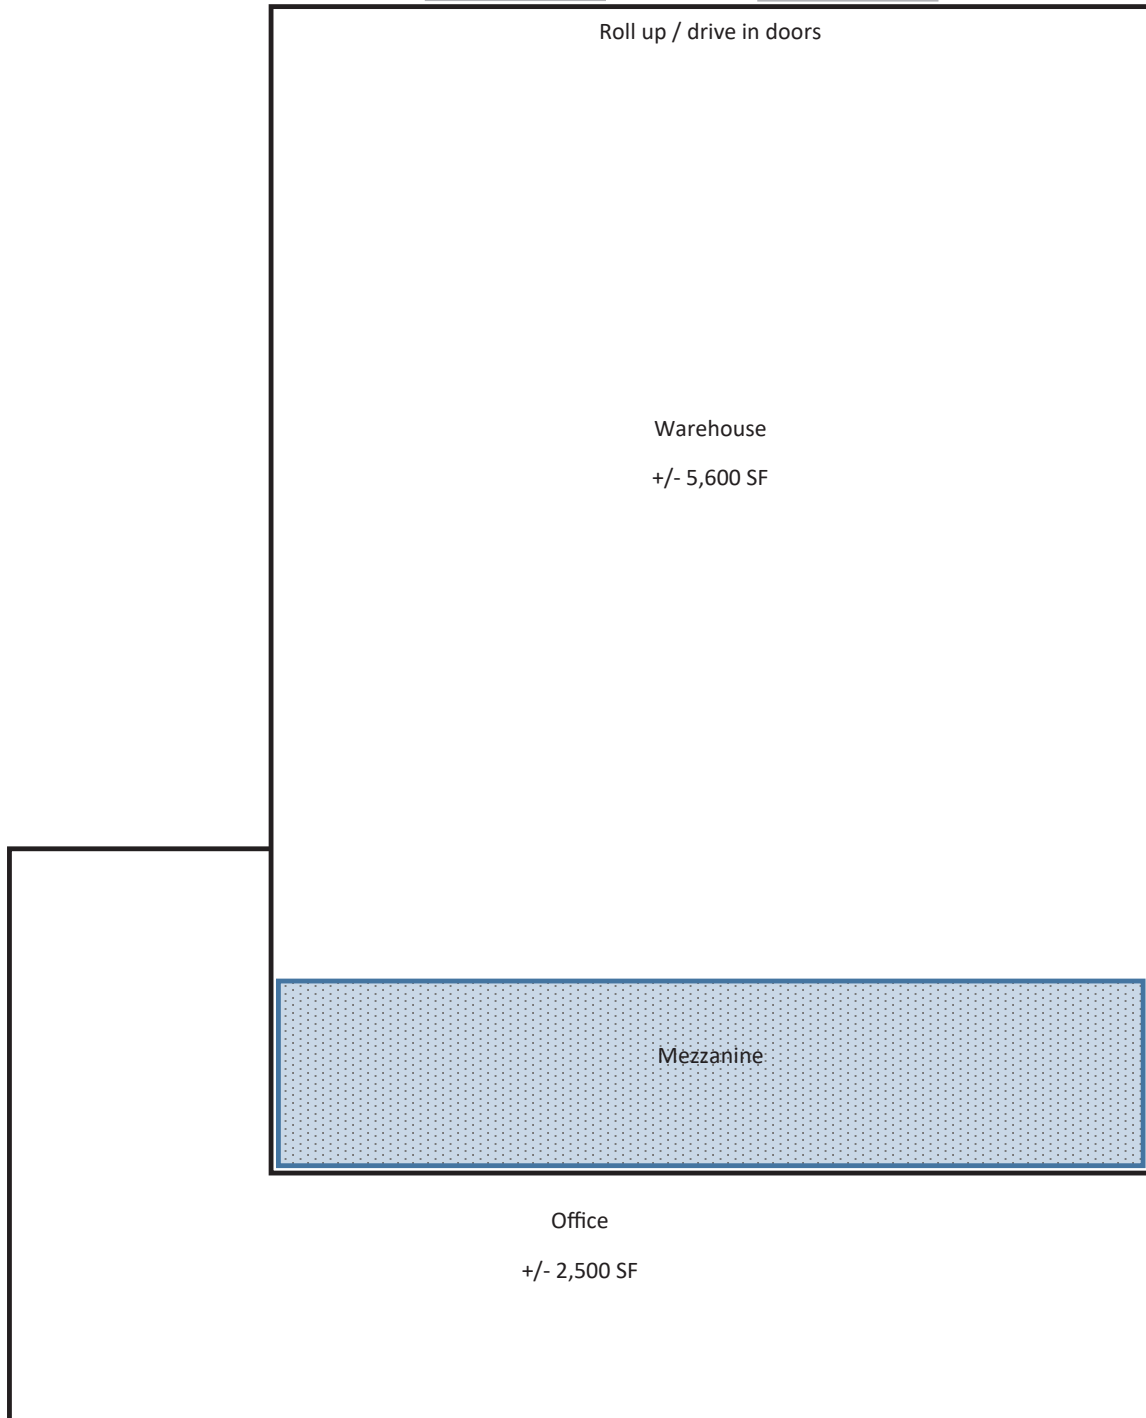 Roll up / drive in doors
Warehouse
+/- 5,600 SF
Mezzanine
Office
+/- 2,500 SF